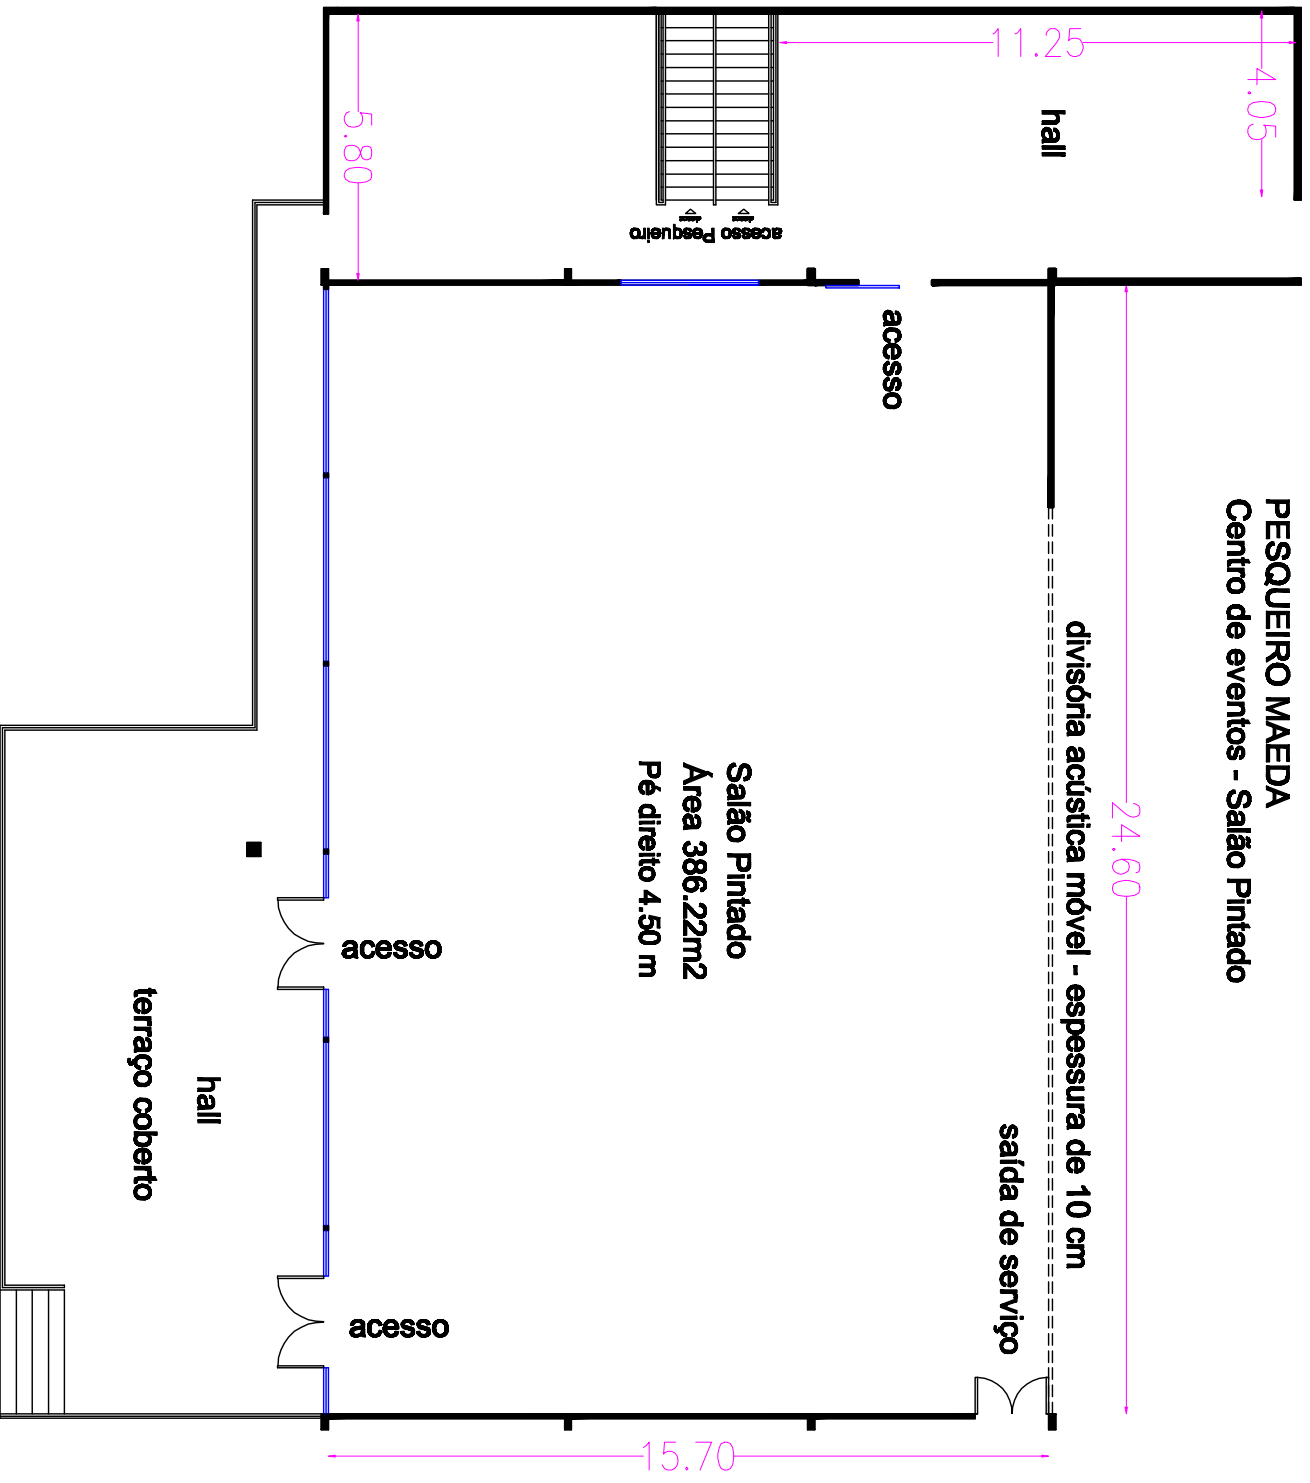 PESQUEIRO MAEDA
Centro de eventos - Salão Pintado
24.60
divisória acústica móvel - espessura de 10 cm
4.05
11.25
hall
saída de serviço
acesso
acesso Pesqueiro
Salão Pintado
Área 386.22m2
Pé direito 4.50 m
5.80
acesso
acesso
hall
terraço coberto
15.70